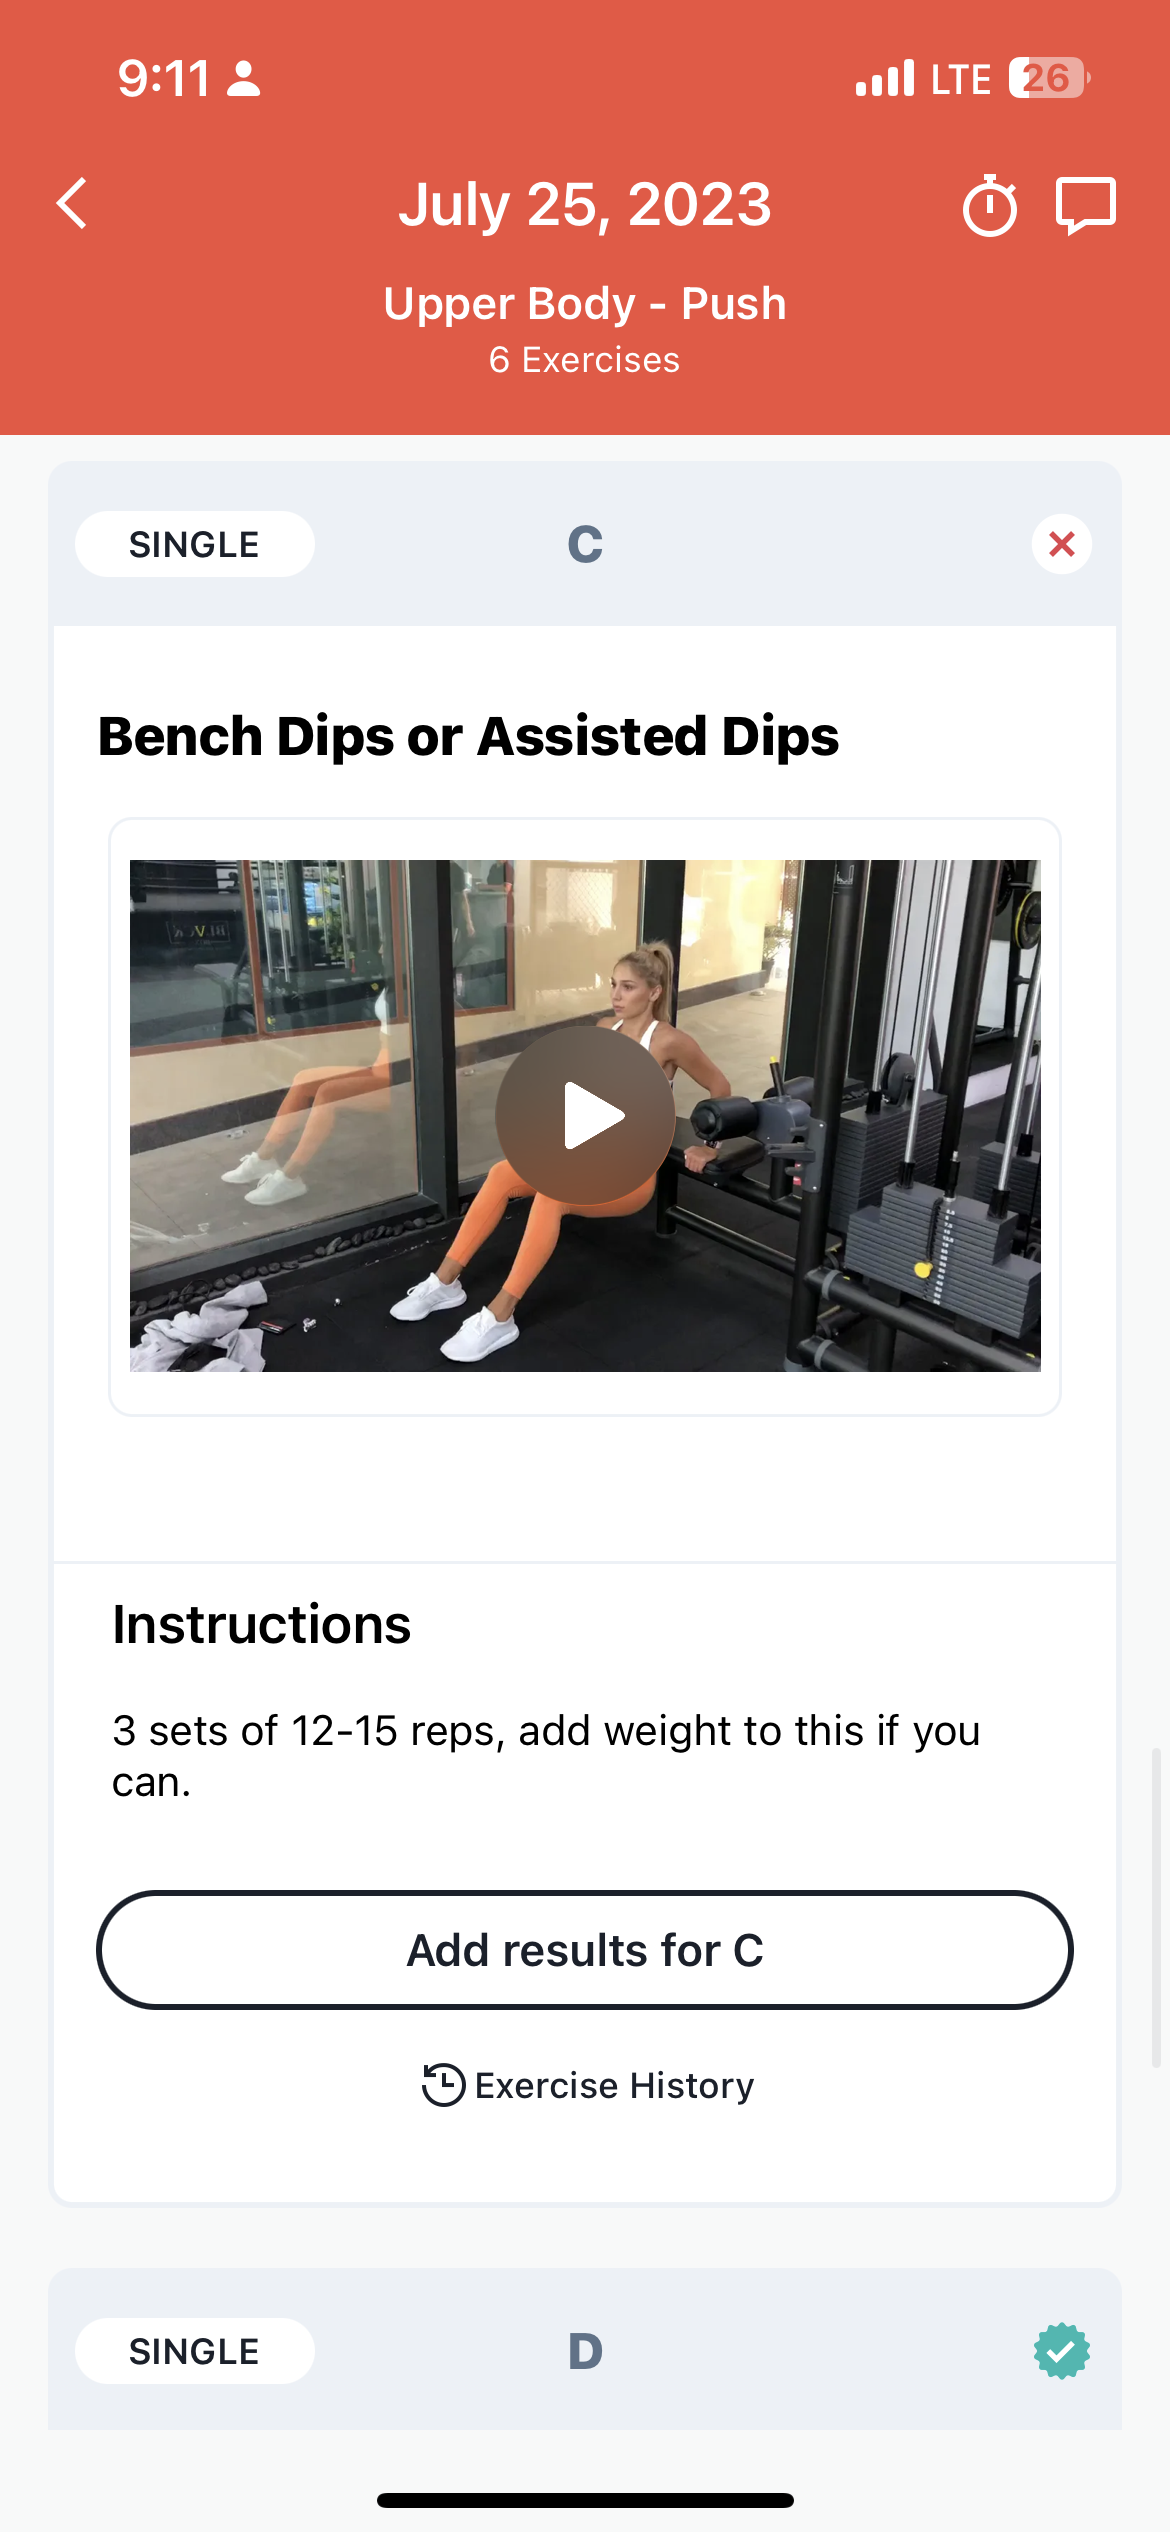 9:11
LTE
26
July 25, 2023
Upper Body - Push
6 Exercises
SINGLE
C
Bench Dips or Assisted Dips
Instructions
3 sets of 12-15 reps, add weight to this if you
can.
Add results for C
Exercise History
SINGLE
D